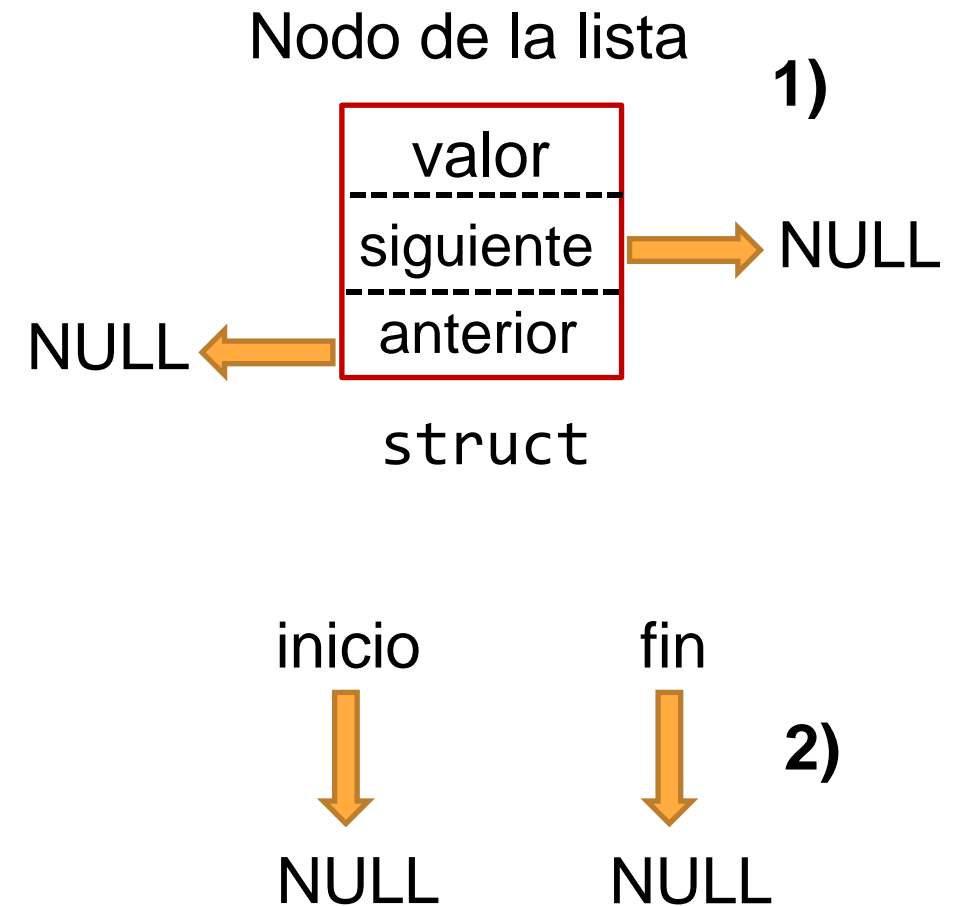 Nodo de la lista
1)
valor
siguiente
NULL
anterior
NULL
struct
inicio
fin
2)
NULL
NULL